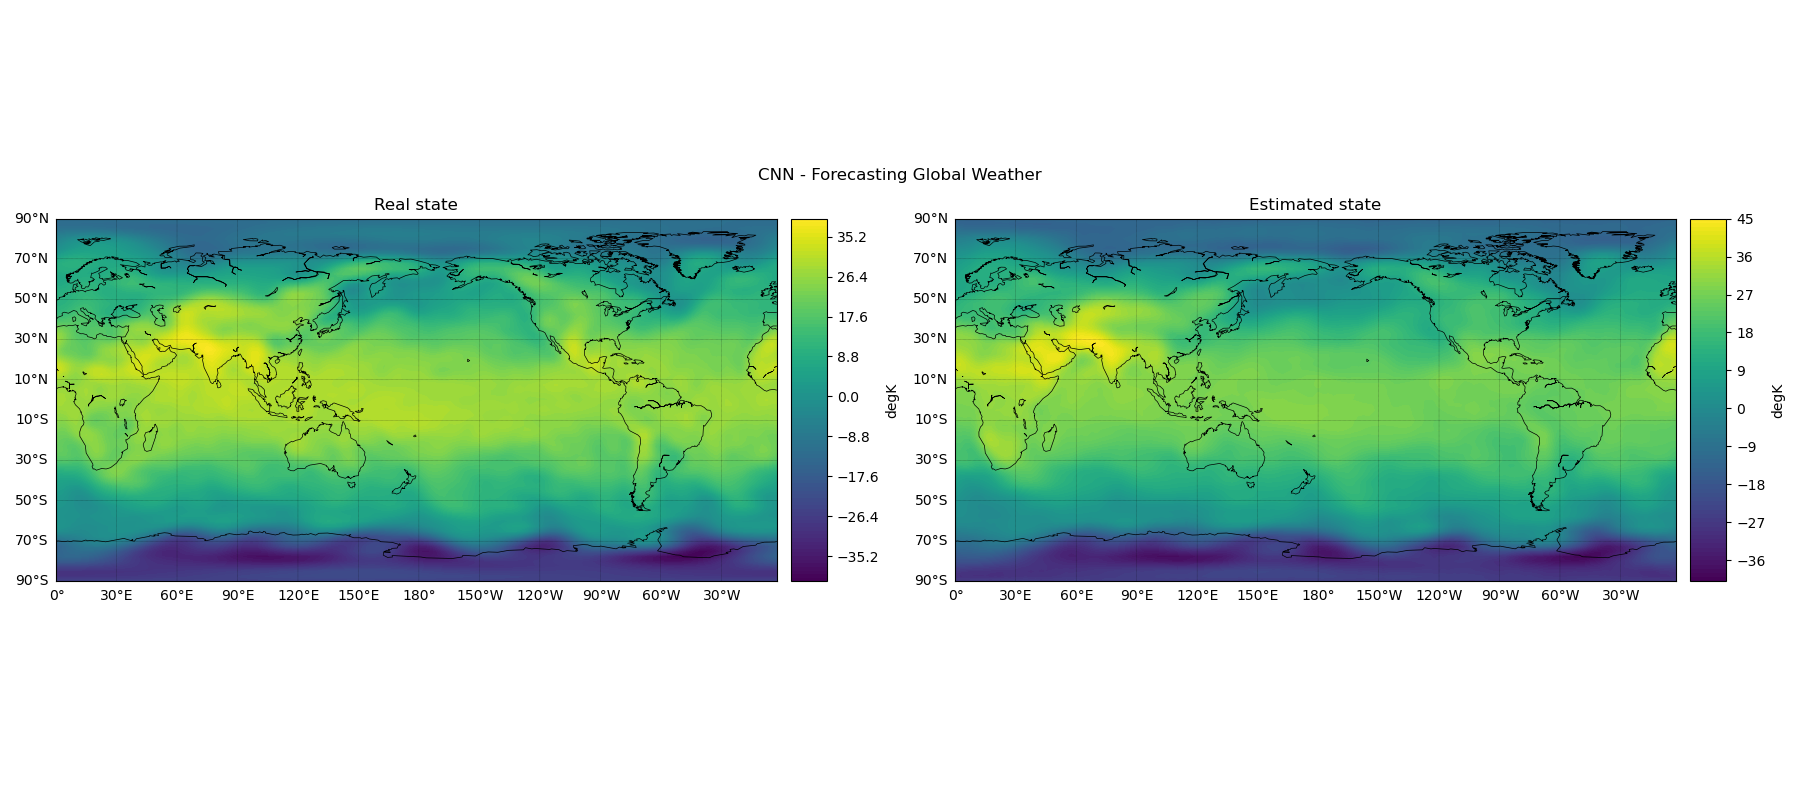 CNN - Forecasting Global Weather
Real state
90°N
70°N
50°N
30°N
10°N
10°S
30°S
50°S
70°S
90°S
0°
30°E
60°E
90°E
120°E
150°E
180°
150°W
120°W
90°W
60°W
30°W
35.2
26.4
17.6
8.8
0.0
−8.8
−17.6
−26.4
−35.2
degK
Estimated state
90°N
70°N
50°N
30°N
10°N
10°S
30°S
50°S
70°S
90°S
0°
30°E
60°E
90°E
120°E
150°E
180°
150°W
120°W
90°W
60°W
30°W
45
36
27
18
9
0
−9
−18
−27
−36
degK